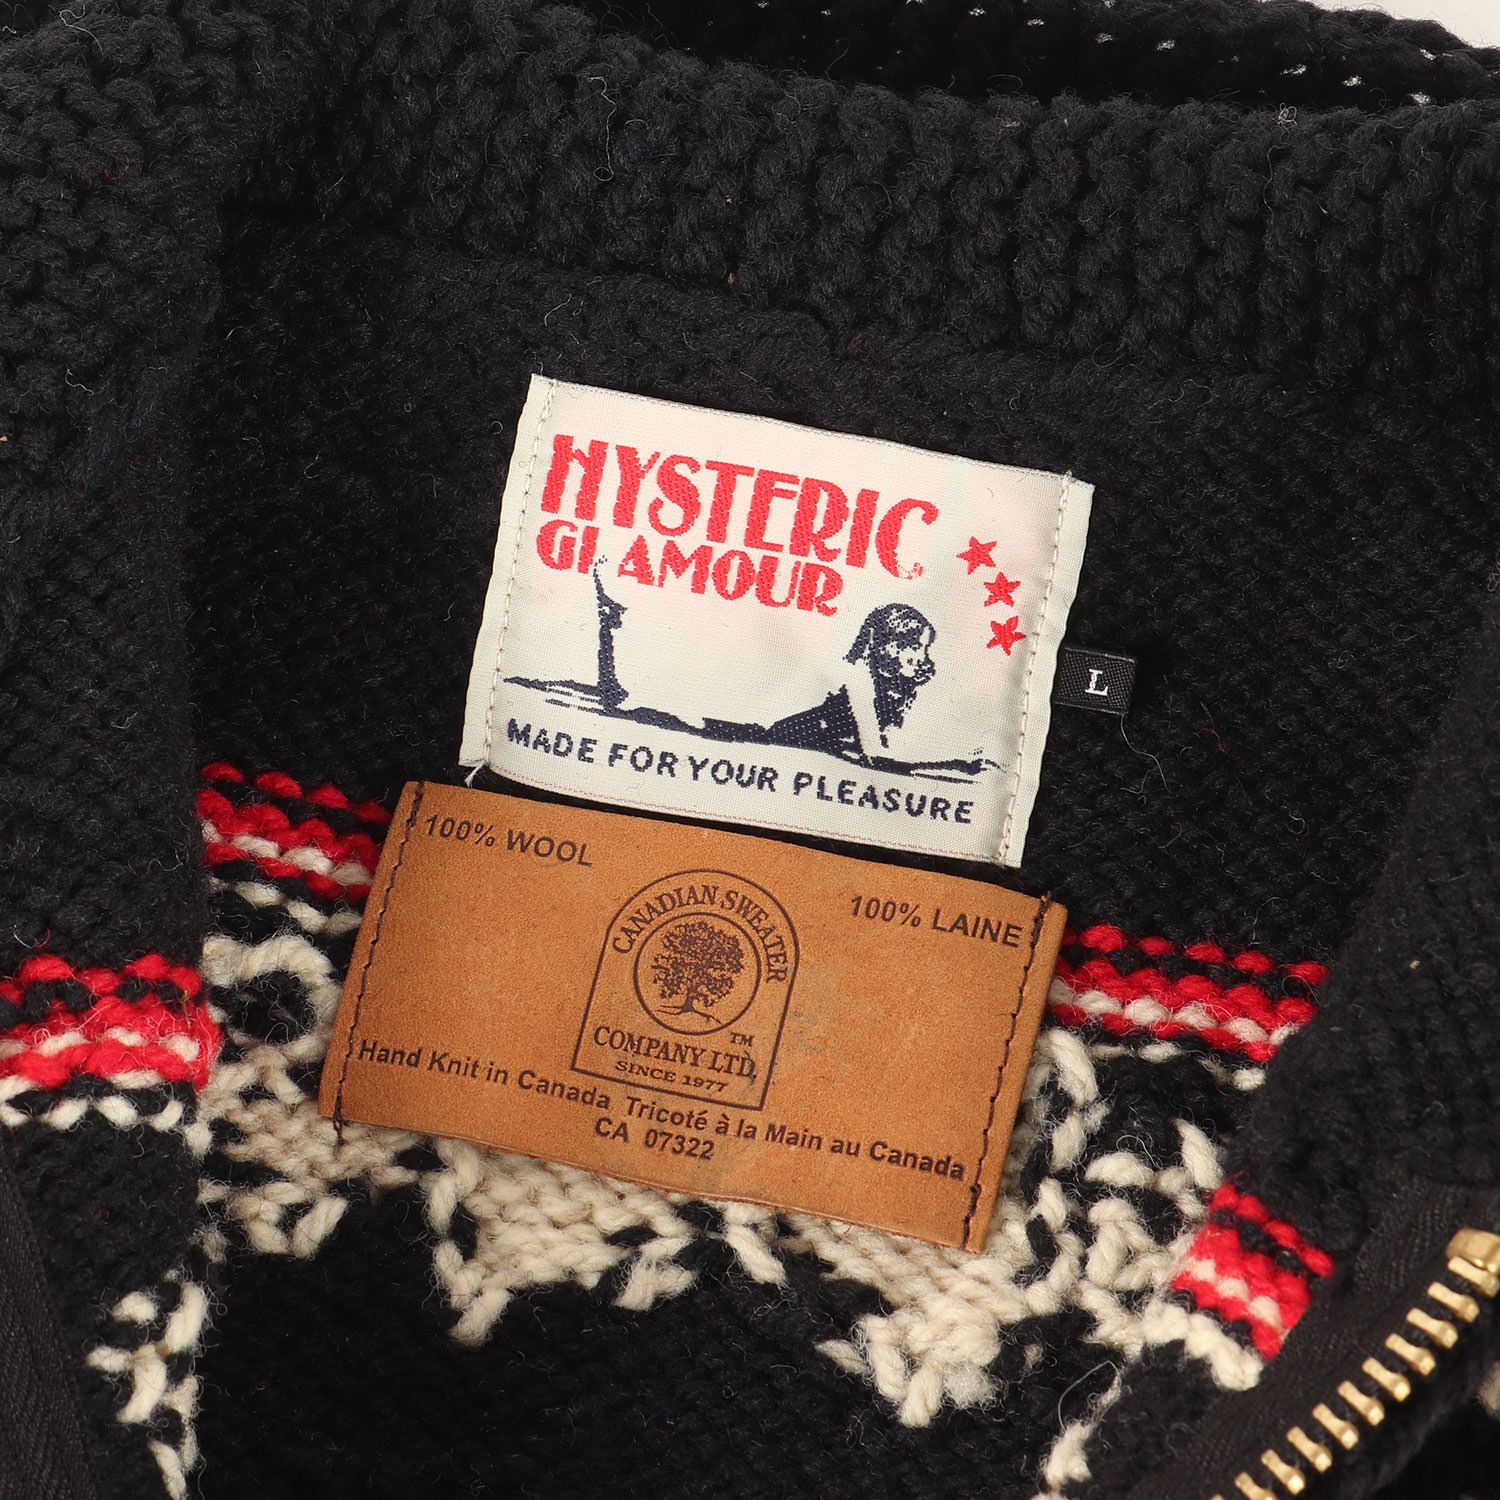 HYSTERIC
GLAMOUR
MADE FOR YOUR PLEASURE
L
100% WOOL
100% LAINE
CANADIAN SWEATER
COMPANY LTD.
TM
SINCE 1977
Hand Knit in Canada Tricoté à la Main au Canada
CA 07322